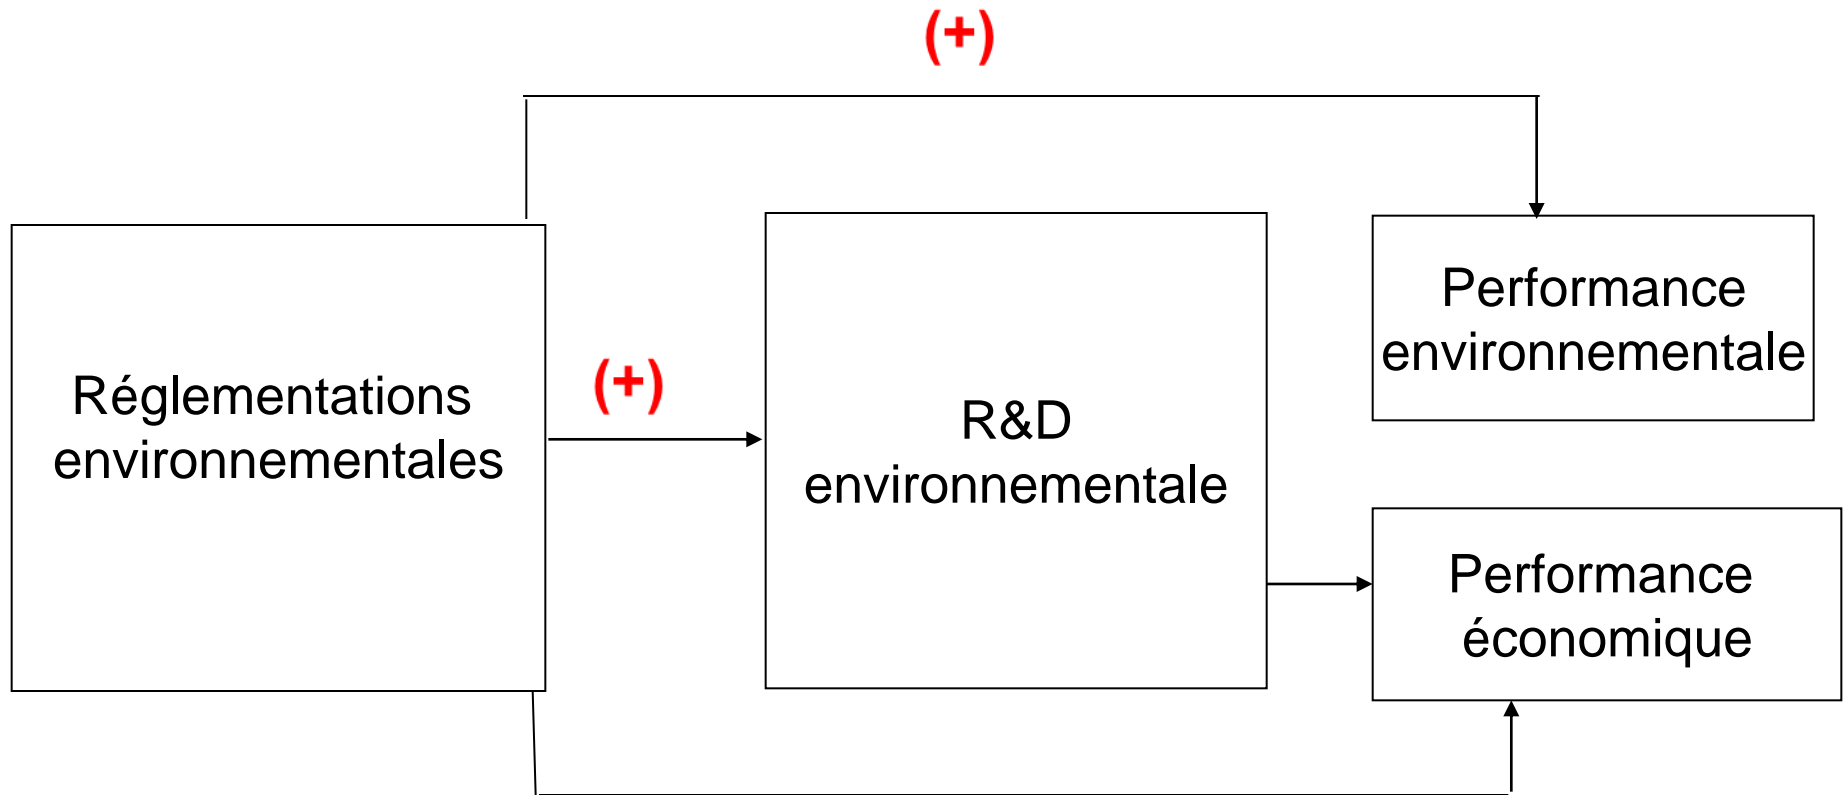 (+)
Réglementations
environnementales
(+)
R&D
environnementale
Performance
environnementale
Performance
économique